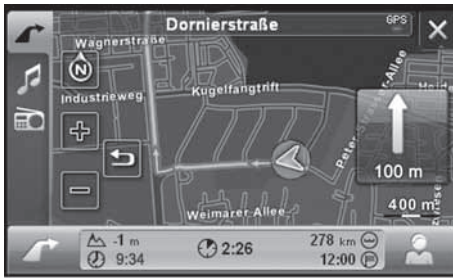 Dornierstraße
GPS
Wagnerstraße
Industrieweg
Kugelfangtrift
Weimarer-Allee
100 m
400 m
-1 m
9:34
2:26
278 km
12:00